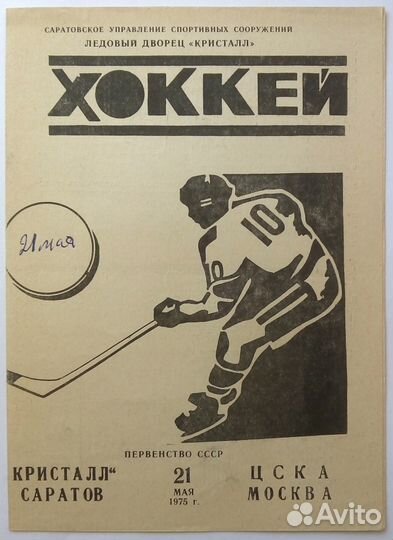 САРАТОВСКОЕ УПРАВЛЕНИЕ СПОРТИВНЫХ СООРУЖЕНИЙ
ЛЕДОВЫЙ ДВОРЕЦ «КРИСТАЛЛ»
ХОККЕЙ
10
10
21 мая
ПЕРВЕНСТВО СССР
КРИСТАЛЛ“
САРАТОВ
21
МАЯ
1975 г.
ЦСКА
МОСКВА
Avito